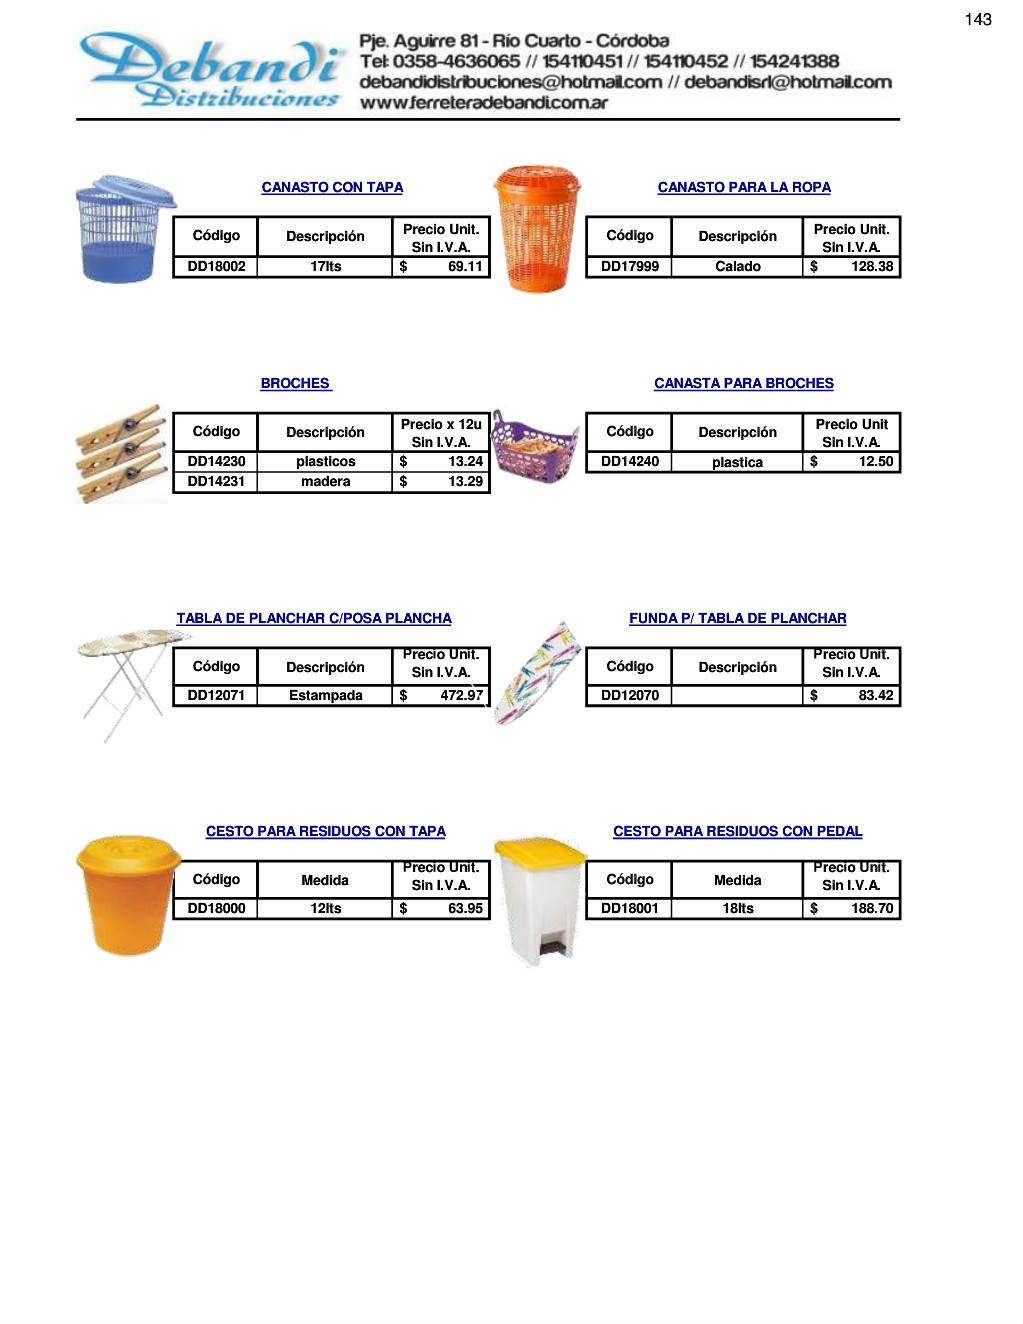 143
Debandi
Distribuciones
Pje. Aguirre 81 - Río Cuarto - Córdoba
Tel: 0358-4636065 // 154110451 // 154110452 // 154241388
debandidistribuciones@hotmail.com // debandisrl@hotmail.com
www.ferreteradebandi.com.ar
CANASTO CON TAPA
Código Descripción Precio Unit. Sin I.V.A.
DD18002 17lts $ 69.11
CANASTO PARA LA ROPA
Código Descripción Precio Unit. Sin I.V.A.
DD17999 Calado $ 128.38
BROCHES
Código Descripción Precio x 12u Sin I.V.A.
DD14230 plasticos $ 13.24
DD14231 madera $ 13.29
CANASTA PARA BROCHES
Código Descripción Precio Unit Sin I.V.A.
DD14240 plastica $ 12.50
TABLA DE PLANCHAR C/POSA PLANCHA
Código Descripción Precio Unit. Sin I.V.A.
DD12071 Estampada $ 472.97
FUNDA P/ TABLA DE PLANCHAR
Código Descripción Precio Unit. Sin I.V.A.
DD12070 $ 83.42
CESTO PARA RESIDUOS CON TAPA
Código Medida Precio Unit. Sin I.V.A.
DD18000 12lts $ 63.95
CESTO PARA RESIDUOS CON PEDAL
Código Medida Precio Unit. Sin I.V.A.
DD18001 18lts $ 188.70